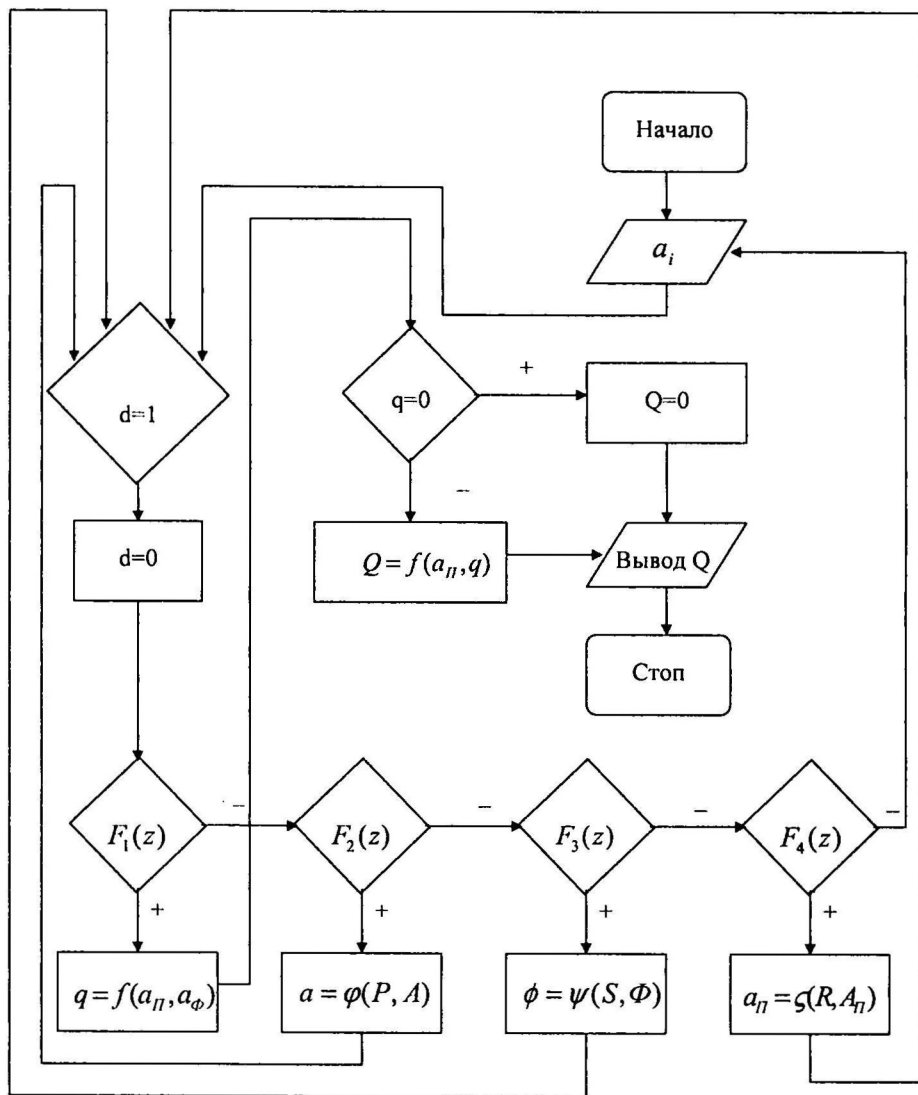 Начало
a_i
d=1
q=0
+
Q=0
−
d=0
Q = f(a_П, q)
Вывод Q
Стоп
F_1(z)
−
F_2(z)
−
F_3(z)
−
F_4(z)
−
+
+
+
+
q = f(a_П, a_Ф)
a = φ(P, A)
ϕ = ψ(S, Φ)
a_П = ς(R, A_П)